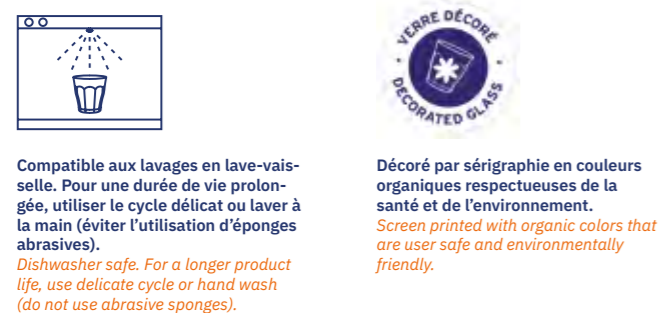 Compatible aux lavages en lave-vais-
selle. Pour une durée de vie prolon-
gée, utiliser le cycle délicat ou laver à
la main (éviter l’utilisation d’éponges
abrasives).
Dishwasher safe. For a longer product
life, use delicate cycle or hand wash
(do not use abrasive sponges).
VERRE DÉCORÉ
DECORATED GLASS
Décoré par sérigraphie en couleurs
organiques respectueuses de la
santé et de l’environnement.
Screen printed with organic colors that
are user safe and environmentally
friendly.